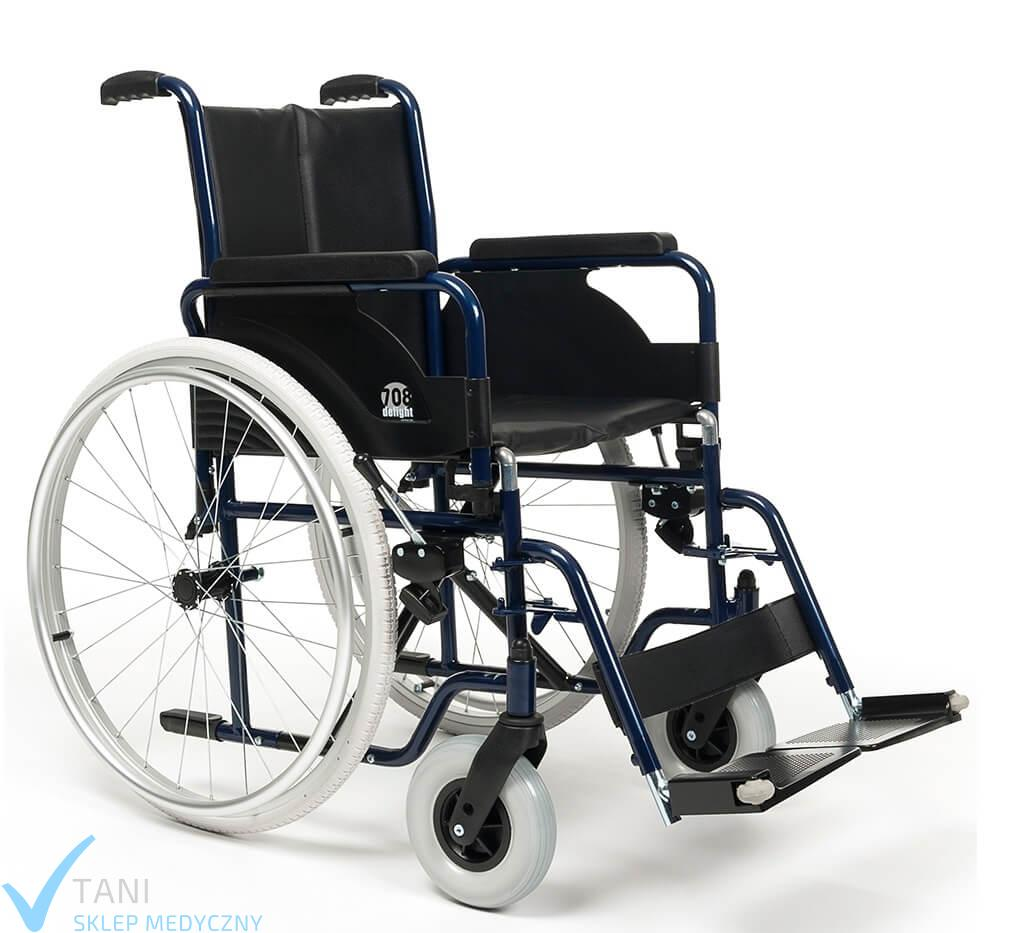 708
delight
TANI
SKLEP MEDYCZNY